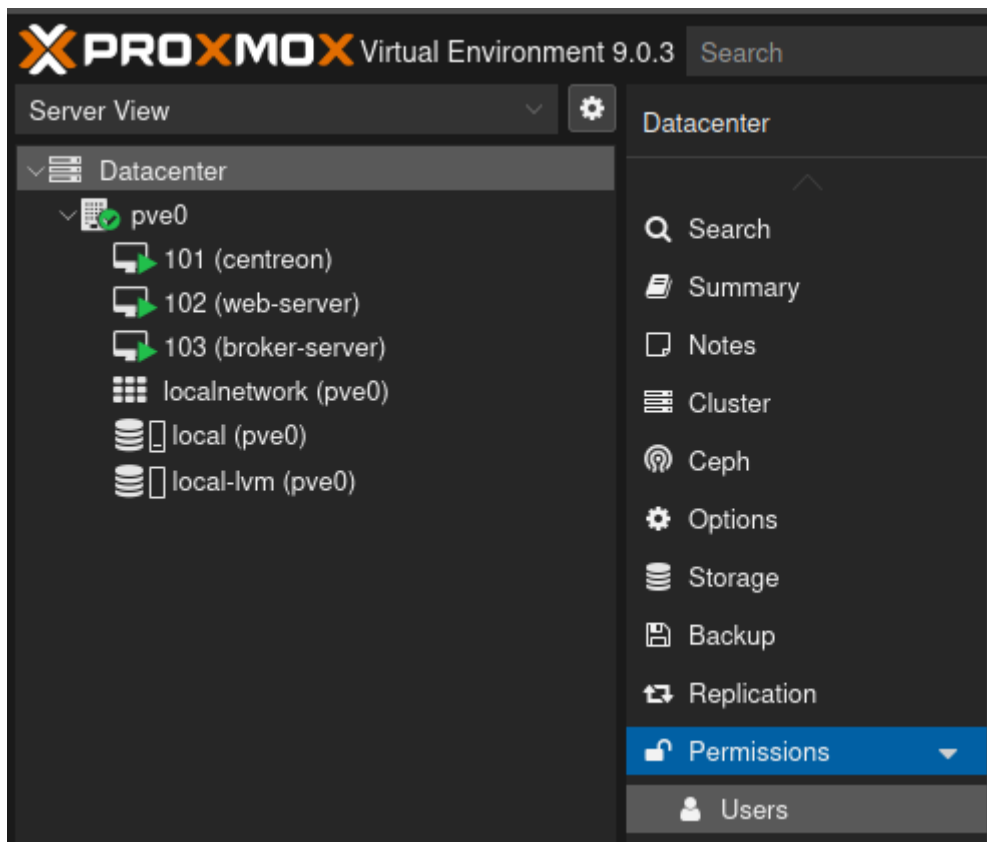 PROXMOX Virtual Environment 9.0.3 Search
Server View
Datacenter
pve0
101 (centreon)
102 (web-server)
103 (broker-server)
localnetwork (pve0)
local (pve0)
local-lvm (pve0)
Datacenter
Search
Summary
Notes
Cluster
Ceph
Options
Storage
Backup
Replication
Permissions
Users